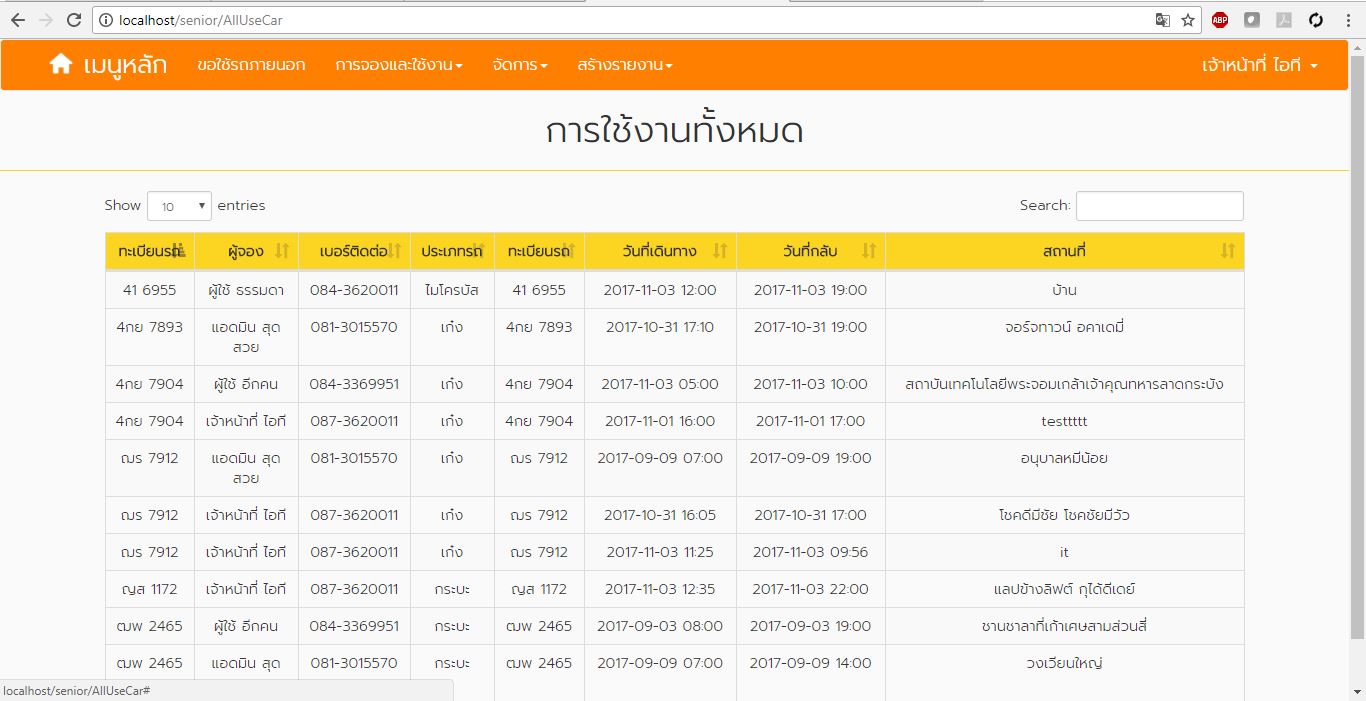 localhost/senior/AllUseCar
ABP
เมนูหลัก ขอใช้รถภายนอก การจองและใช้งาน จัดการ สร้างรายงาน เจ้าหน้าที่ ไอที
การใช้งานทั้งหมด
Show 10 entries Search:
ทะเบียนรถ ผู้จอง เบอร์ติดต่อ ประเภทรถ ทะเบียนรถ วันที่เดินทาง วันที่กลับ สถานที่
41 6955 ผู้ใช้ ธรรมดา 084-3620011 ไมโครบัส 41 6955 2017-11-03 12:00 2017-11-03 19:00 บ้าน
4กย 7893 แอดมิน สุด 081-3015570 เก๋ง 4กย 7893 2017-10-31 17:10 2017-10-31 19:00 จอร์จทาวน์ อคาเดมี่
สวย
4กย 7904 ผู้ใช้ อีกคน 084-3369951 เก๋ง 4กย 7904 2017-11-03 05:00 2017-11-03 10:00 สถาบันเทคโนโลยีพระจอมเกล้าเจ้าคุณทหารลาดกระบัง
4กย 7904 เจ้าหน้าที่ ไอที 087-3620011 เก๋ง 4กย 7904 2017-11-01 16:00 2017-11-01 17:00 testtttt
ฌร 7912 แอดมิน สุด 081-3015570 เก๋ง ฌร 7912 2017-09-09 07:00 2017-09-09 19:00 อนุบาลหมีน้อย
สวย
ฌร 7912 เจ้าหน้าที่ ไอที 087-3620011 เก๋ง ฌร 7912 2017-10-31 16:05 2017-10-31 17:00 โชคดีมีชัย โชคชัยมีวัว
ฌร 7912 เจ้าหน้าที่ ไอที 087-3620011 เก๋ง ฌร 7912 2017-11-03 11:25 2017-11-03 09:56 it
ญส 1172 เจ้าหน้าที่ ไอที 087-3620011 กระบะ ญส 1172 2017-11-03 12:35 2017-11-03 22:00 แลปข้างลิฟต์ กุได้ดีเดย์
ฒพ 2465 ผู้ใช้ อีกคน 084-3369951 กระบะ ฒพ 2465 2017-09-03 08:00 2017-09-03 19:00 ชานชาลาที่เก้าเศษสามส่วนสี่
ฒพ 2465 แอดมิน สุด 081-3015570 กระบะ ฒพ 2465 2017-09-09 07:00 2017-09-09 14:00 วงเวียนใหญ่
localhost/senior/AllUseCar#